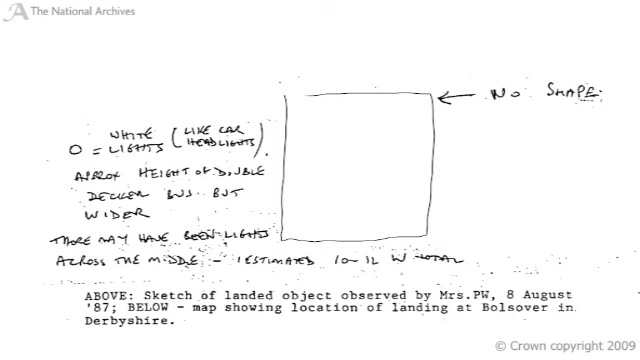 The National Archives
NO SHAPE.
O = WHITE LIGHTS (LIKE CAR HEADLIGHTS).
APPROX HEIGHT OF DOUBLE
DECKER BUS. BUT
WIDER
THERE MAY HAVE BEEN LIGHTS
ACROSS THE MIDDLE - I ESTIMATED 10-12 IN TOTAL
ABOVE: Sketch of landed object observed by Mrs.PW, 8 August
'87; BELOW - map showing location of landing at Bolsover in
Derbyshire.
© Crown copyright 2009